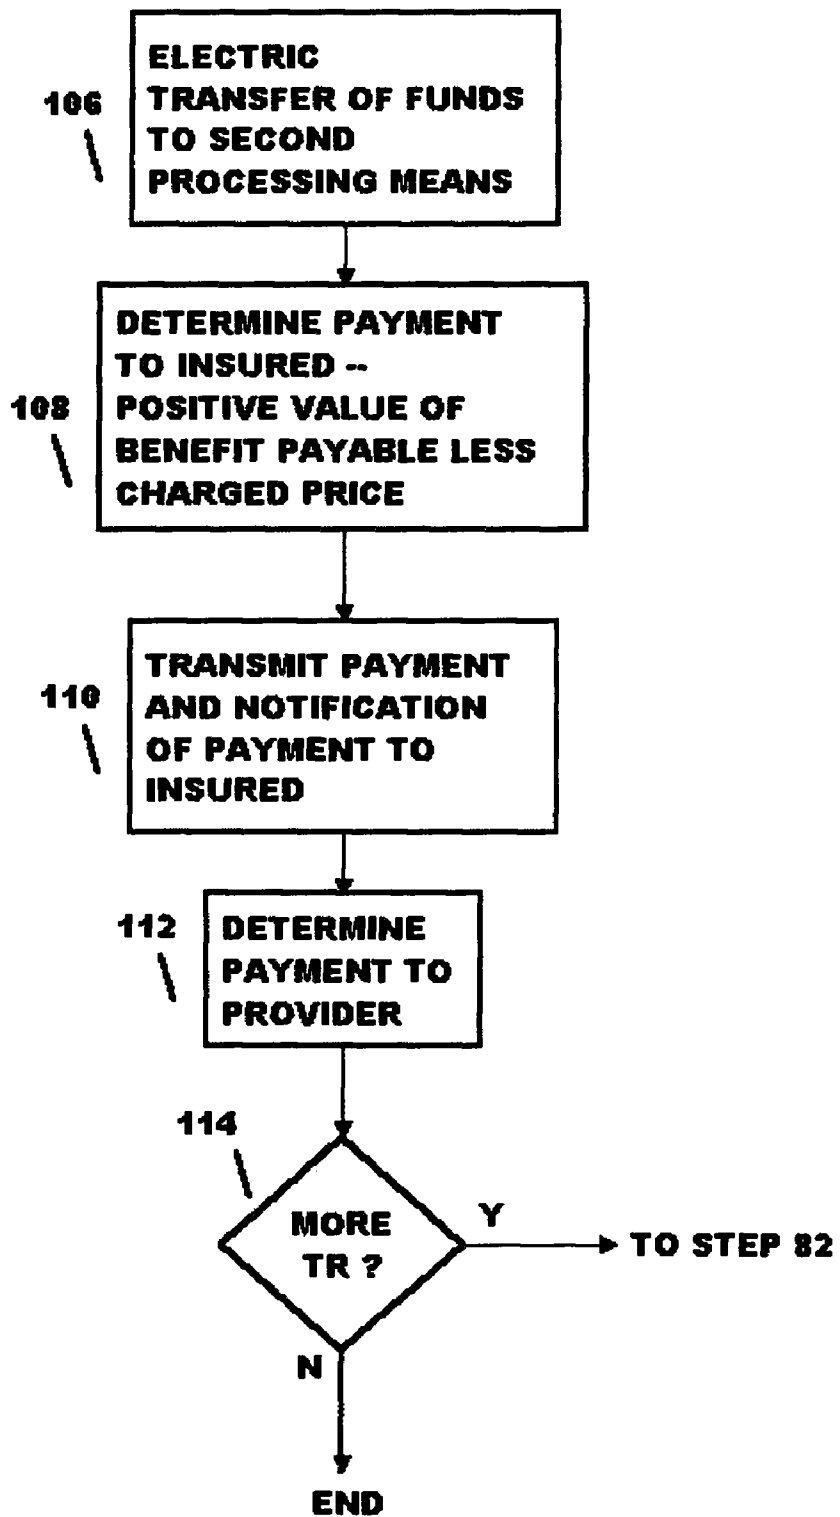 106
ELECTRIC
TRANSFER OF FUNDS
TO SECOND
PROCESSING MEANS
108
DETERMINE PAYMENT
TO INSURED --
POSITIVE VALUE OF
BENEFIT PAYABLE LESS
CHARGED PRICE
110
TRANSMIT PAYMENT
AND NOTIFICATION
OF PAYMENT TO
INSURED
112
DETERMINE
PAYMENT TO
PROVIDER
114
MORE
TR ?
Y
TO STEP 82
N
END